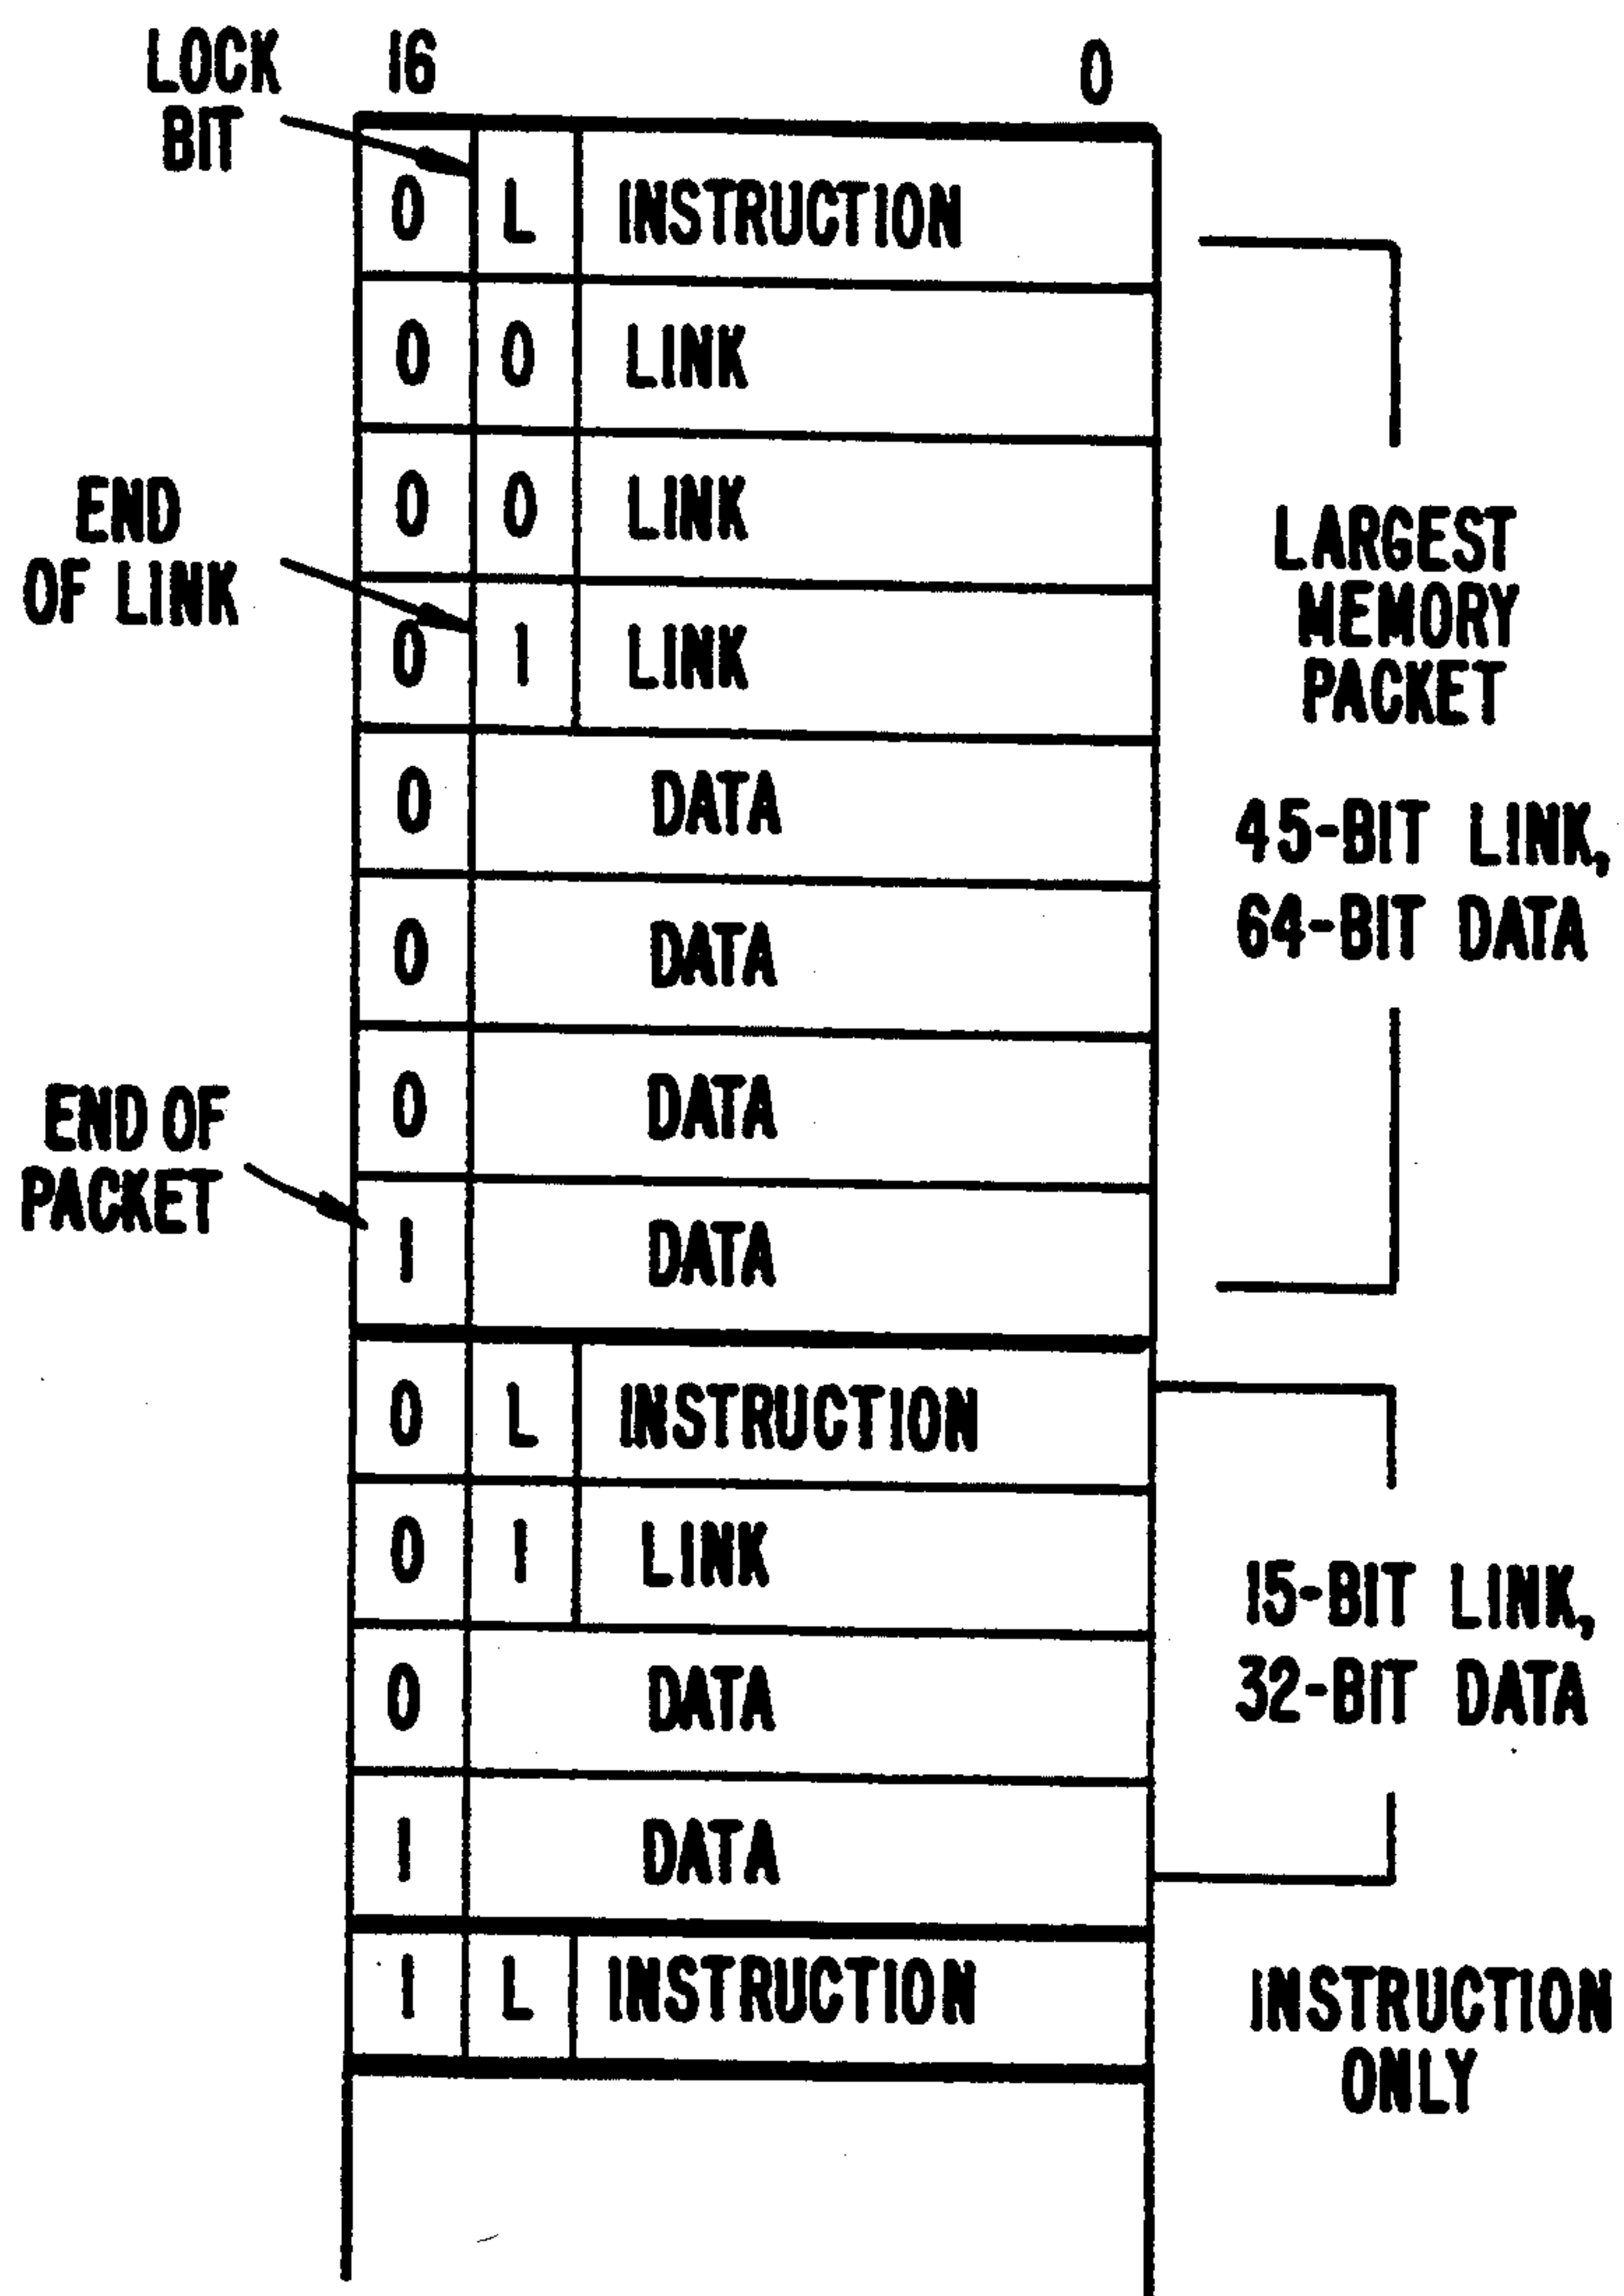 LOCK
BIT
16 0
0 L INSTRUCTION
0 0 LINK
0 0 LINK
END
OF LINK
0 1 LINK
LARGEST
MEMORY
PACKET
0 DATA
45-BIT LINK,
64-BIT DATA
0 DATA
0 DATA
END OF
PACKET
1 DATA
0 L INSTRUCTION
0 1 LINK
15-BIT LINK,
32-BIT DATA
0 DATA
1 DATA
1 L INSTRUCTION
INSTRUCTION
ONLY